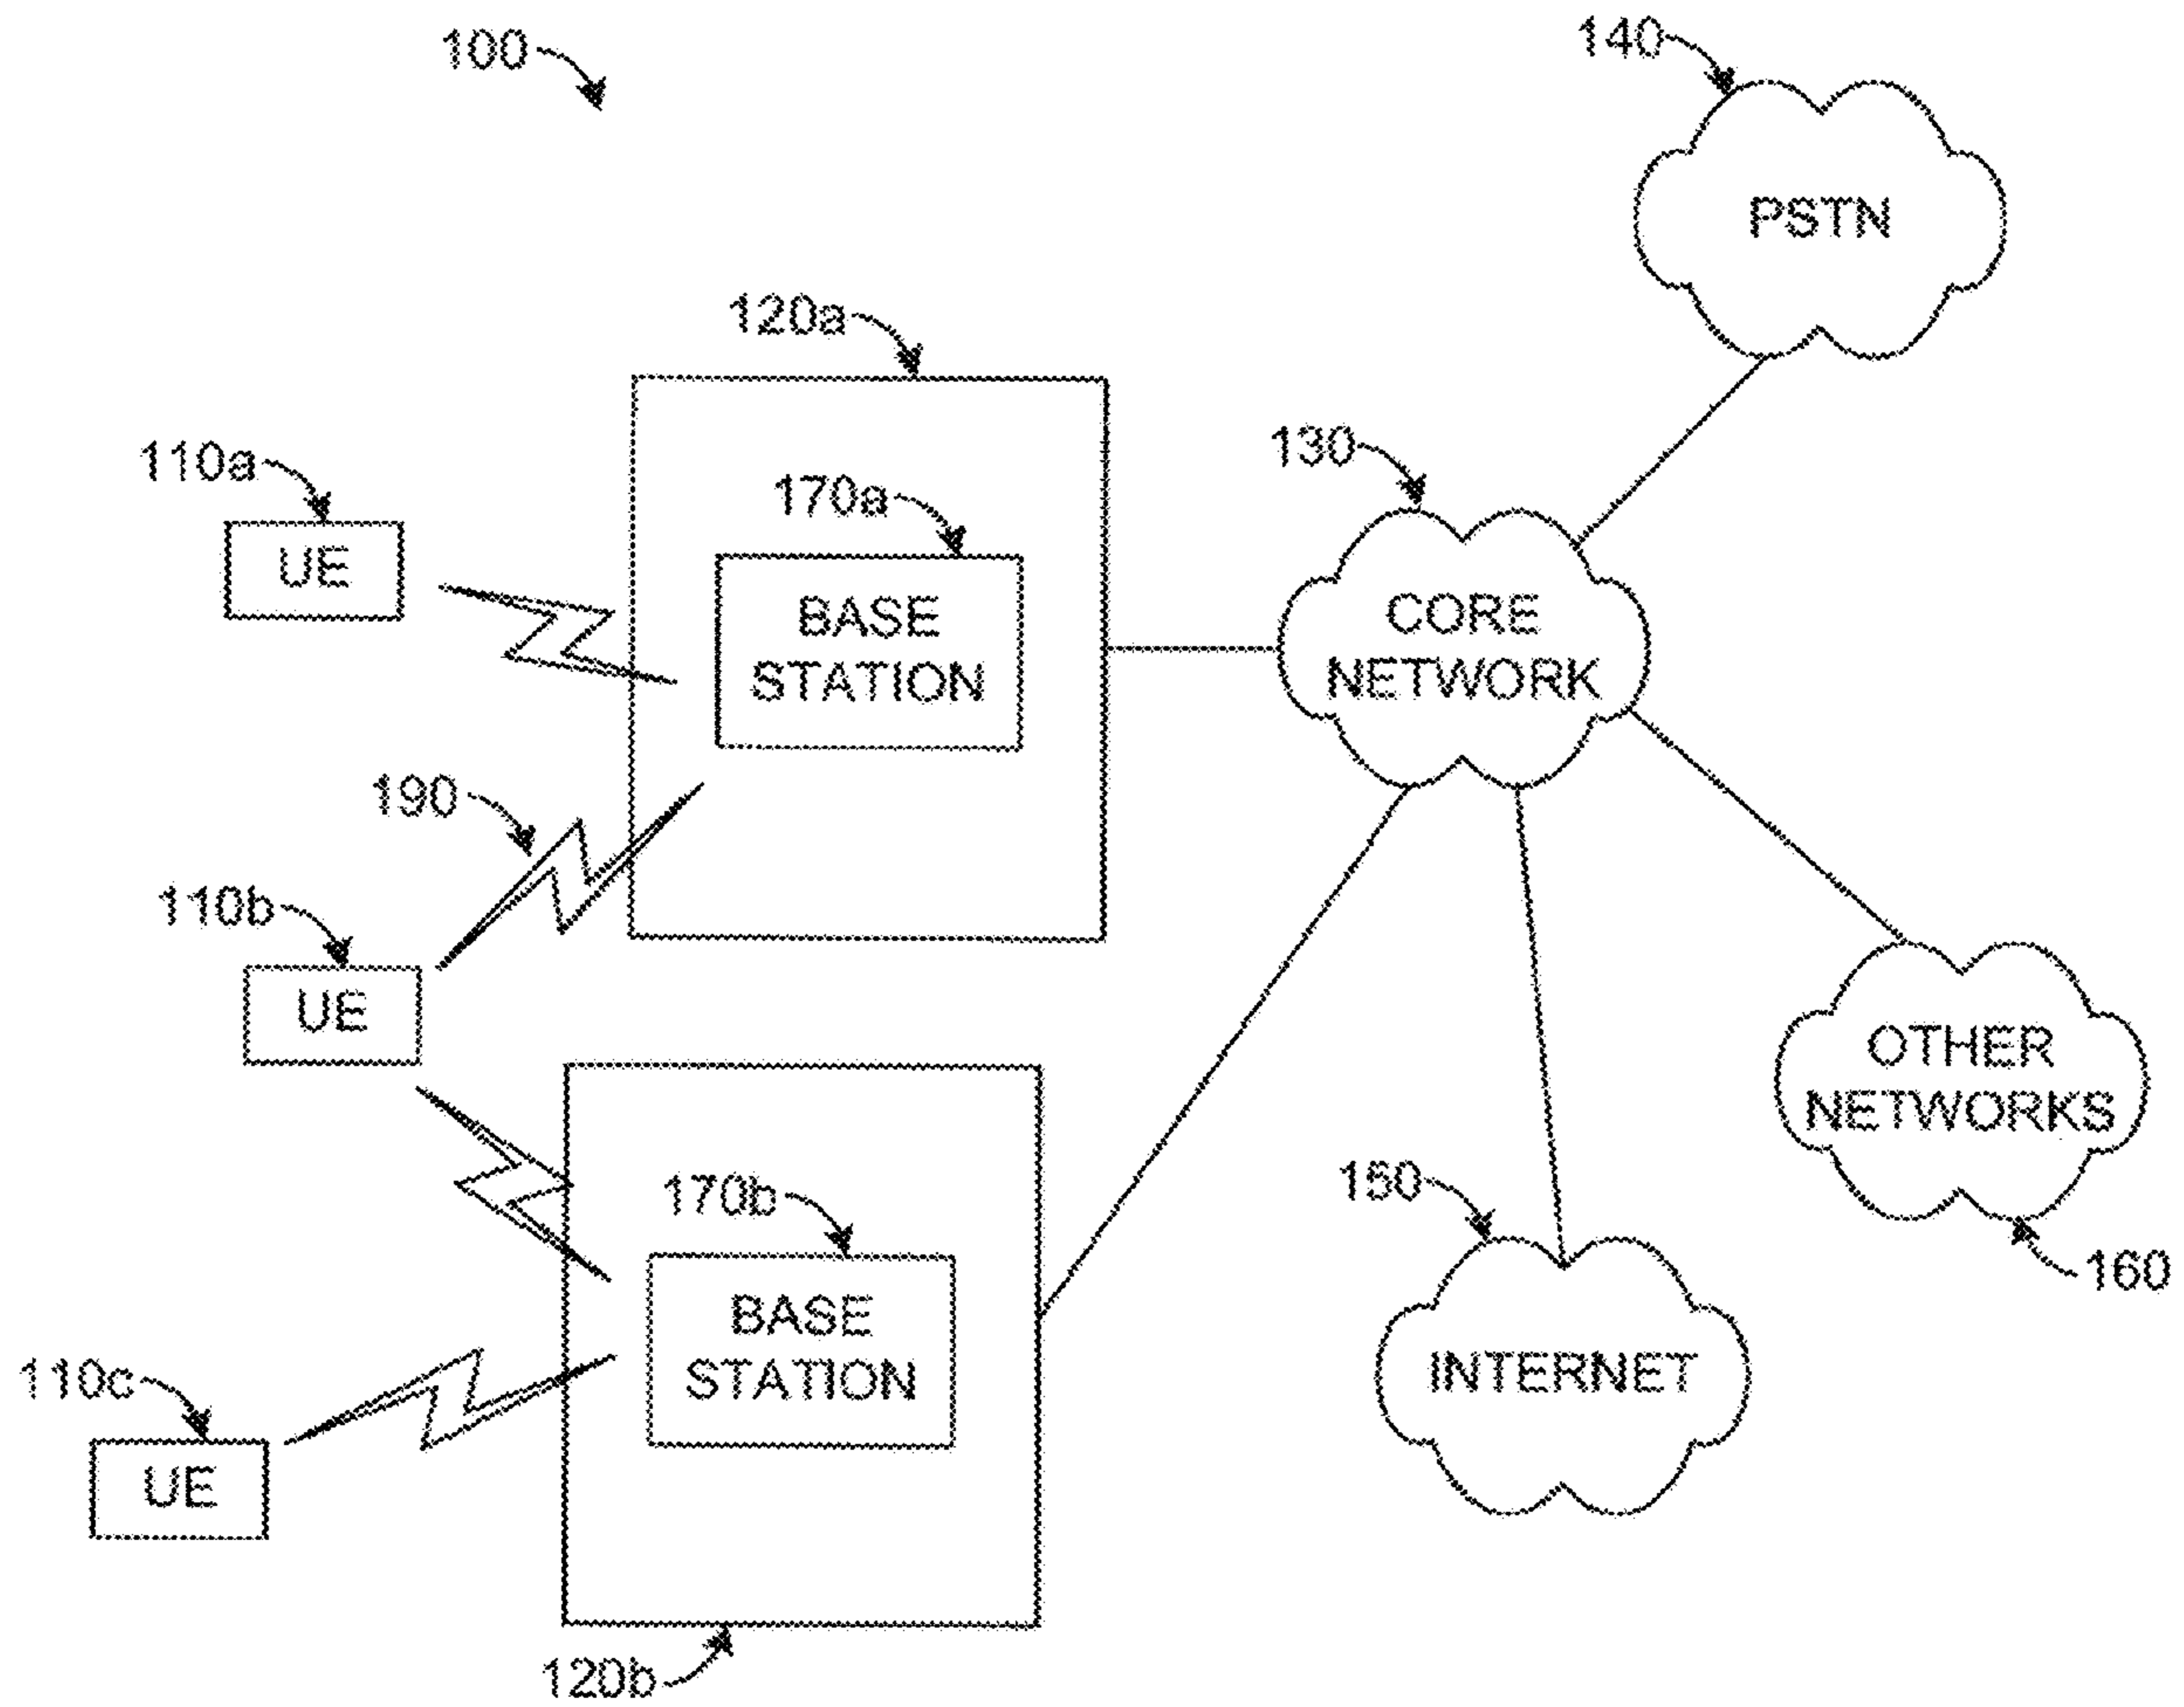 100
140
PSTN
120a
130
110a
170a
UE
BASE
STATION
CORE
NETWORK
190
110b
UE
OTHER
NETWORKS
150
170b
160
BASE
STATION
INTERNET
110c
UE
120b